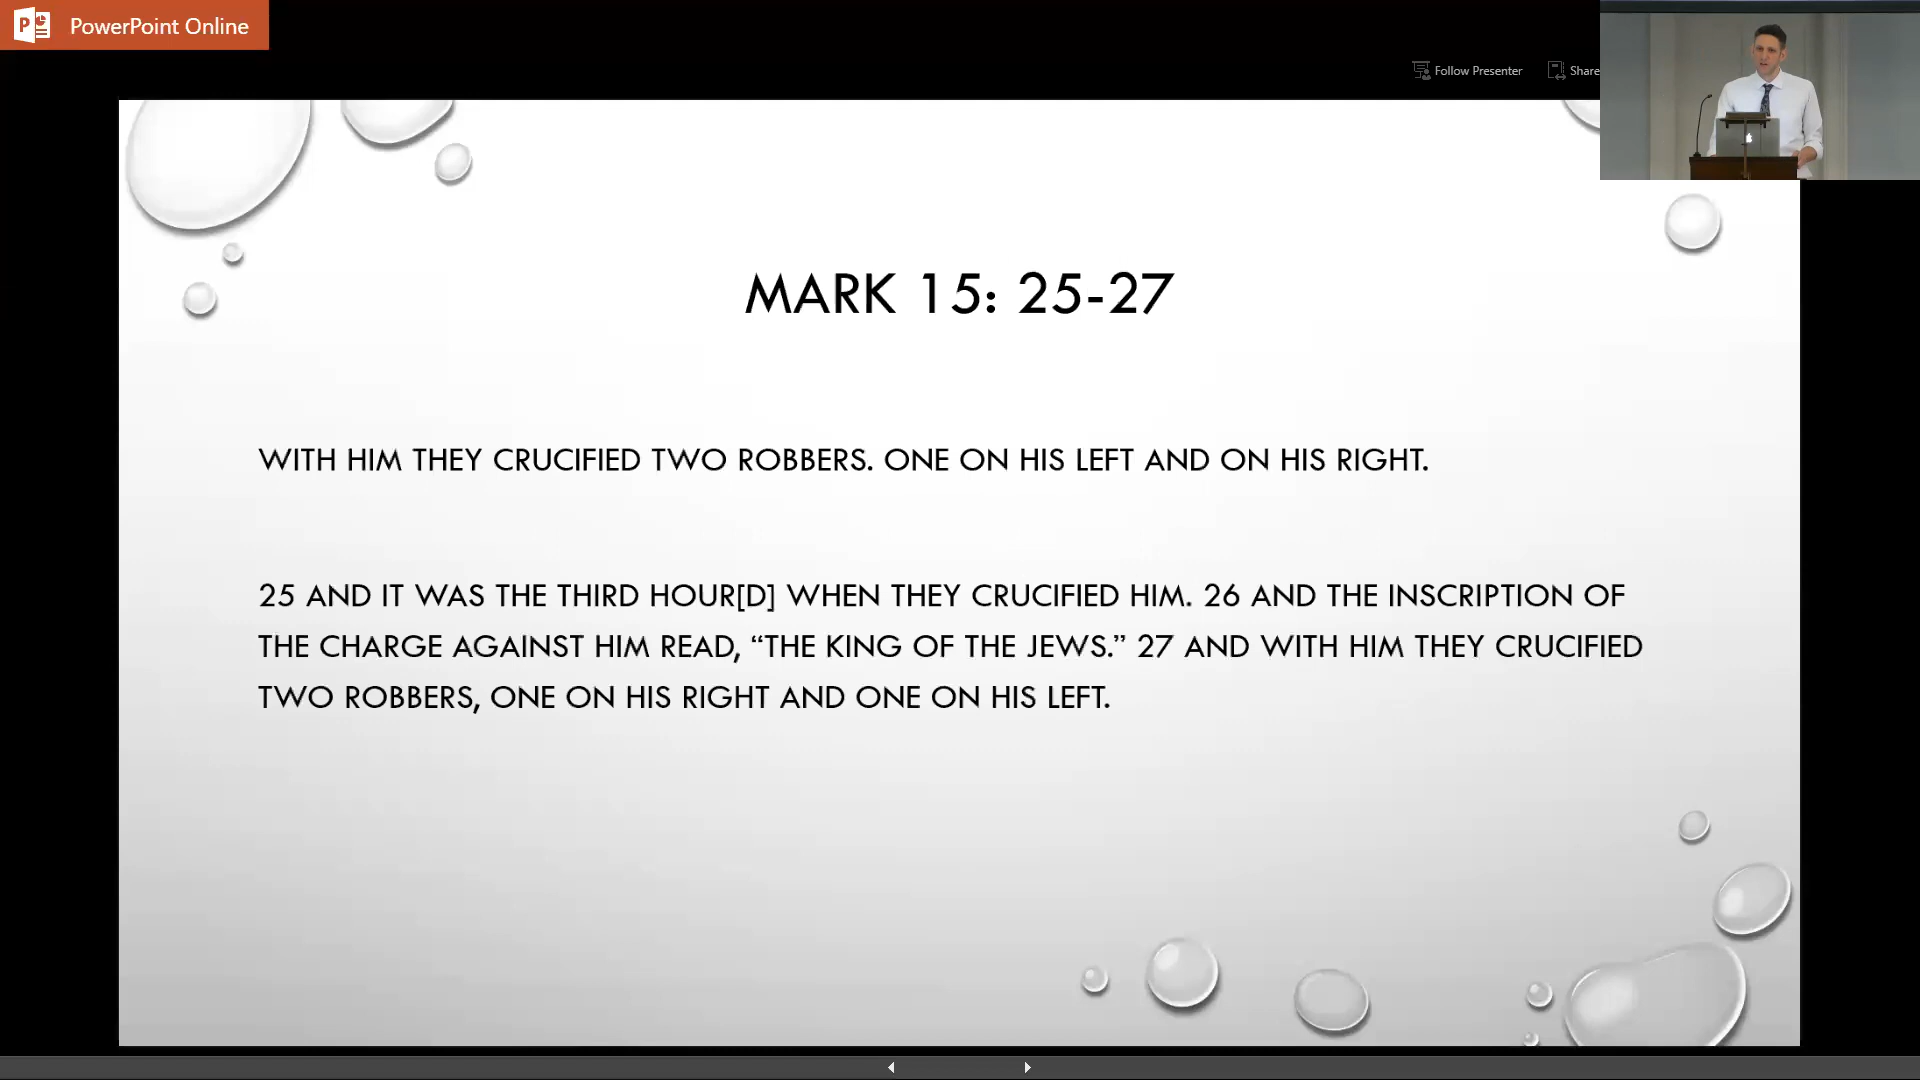 PowerPoint Online
Follow Presenter
Share
MARK 15: 25-27
WITH HIM THEY CRUCIFIED TWO ROBBERS. ONE ON HIS LEFT AND ON HIS RIGHT.
25 AND IT WAS THE THIRD HOUR[D] WHEN THEY CRUCIFIED HIM. 26 AND THE INSCRIPTION OF
THE CHARGE AGAINST HIM READ, “THE KING OF THE JEWS.” 27 AND WITH HIM THEY CRUCIFIED
TWO ROBBERS, ONE ON HIS RIGHT AND ONE ON HIS LEFT.